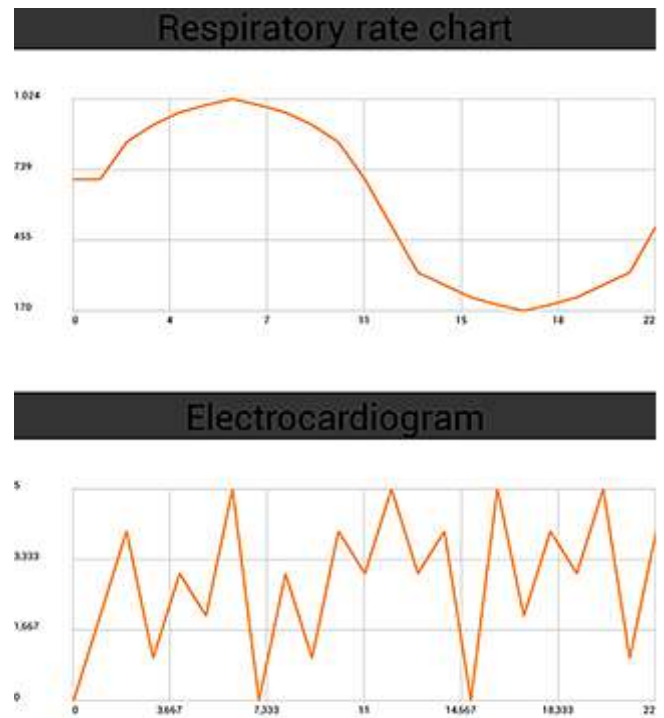 Respiratory rate chart
1.024
739
455
170
0 4 7 11 15 18 22
Electrocardiogram
5
3,333
1,667
0
0 3,667 7,333 11 14,667 18,333 22